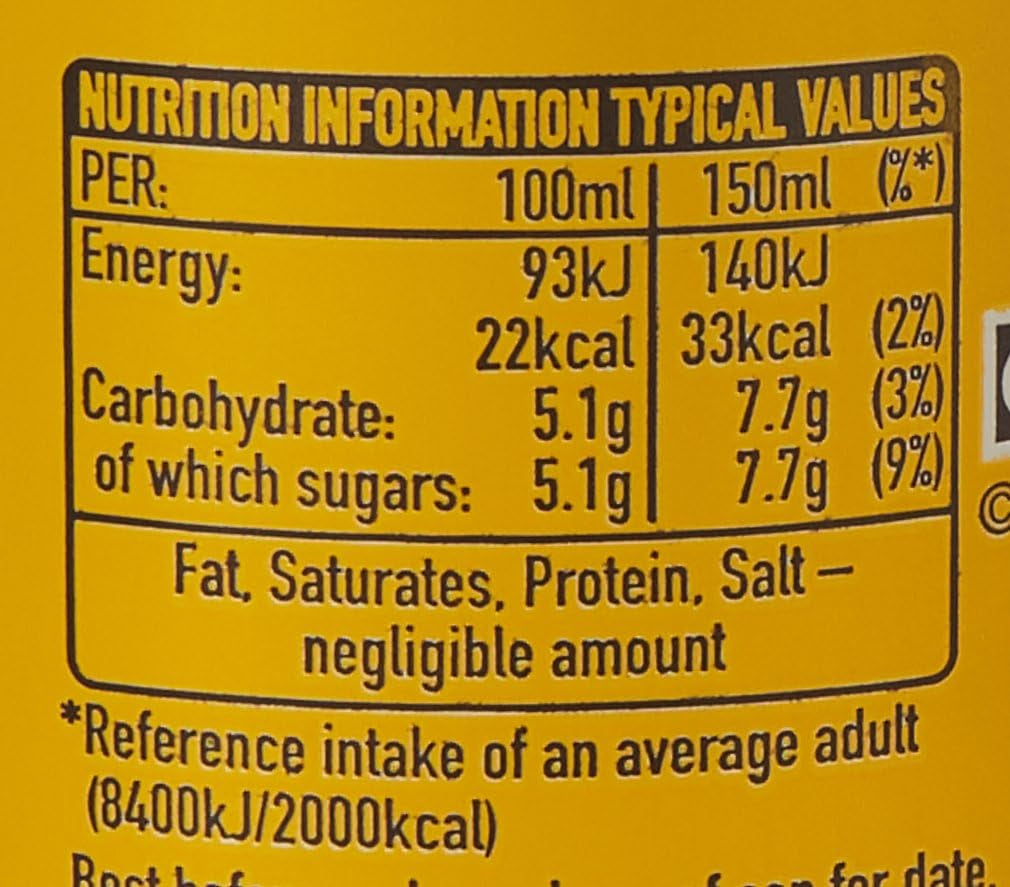 NUTRITION INFORMATION TYPICAL VALUES
PER: 100ml 150ml (%*)
Energy: 93kJ 140kJ
22kcal 33kcal (2%)
Carbohydrate: 5.1g 7.7g (3%)
of which sugars: 5.1g 7.7g (9%)
Fat, Saturates, Protein, Salt –
negligible amount
*Reference intake of an average adult
(8400kJ/2000kcal)
©
for date.